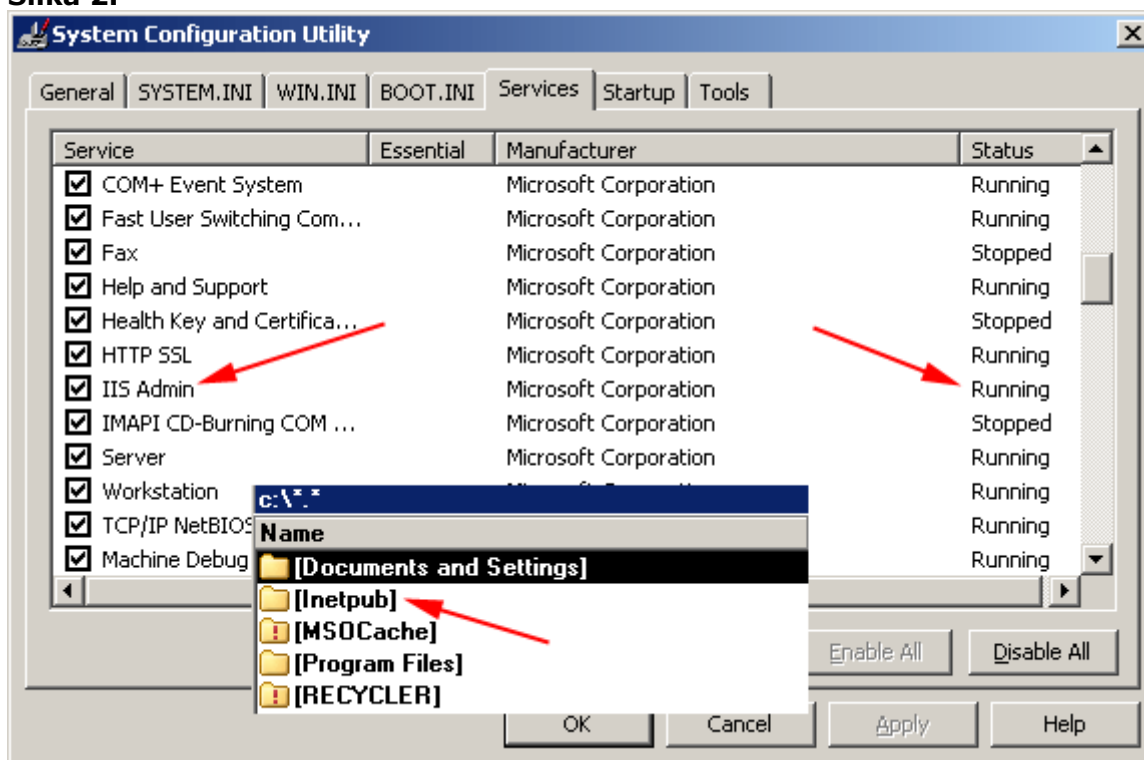 Slika 2.
System Configuration Utility
General SYSTEM.INI WIN.INI BOOT.INI Services Startup Tools
Service Essential Manufacturer Status
COM+ Event System Microsoft Corporation Running
Fast User Switching Com... Microsoft Corporation Running
Fax Microsoft Corporation Stopped
Help and Support Microsoft Corporation Running
Health Key and Certifica... Microsoft Corporation Stopped
HTTP SSL Microsoft Corporation Running
IIS Admin Microsoft Corporation Running
IMAPI CD-Burning COM ... Microsoft Corporation Stopped
Server Microsoft Corporation Running
Workstation Running
TCP/IP NetBIOS Running
Machine Debug Running
c:\*.*
Name
[Documents and Settings]
[Inetpub]
[MSOCache]
[Program Files]
[RECYCLER]
Enable All Disable All
OK Cancel Apply Help